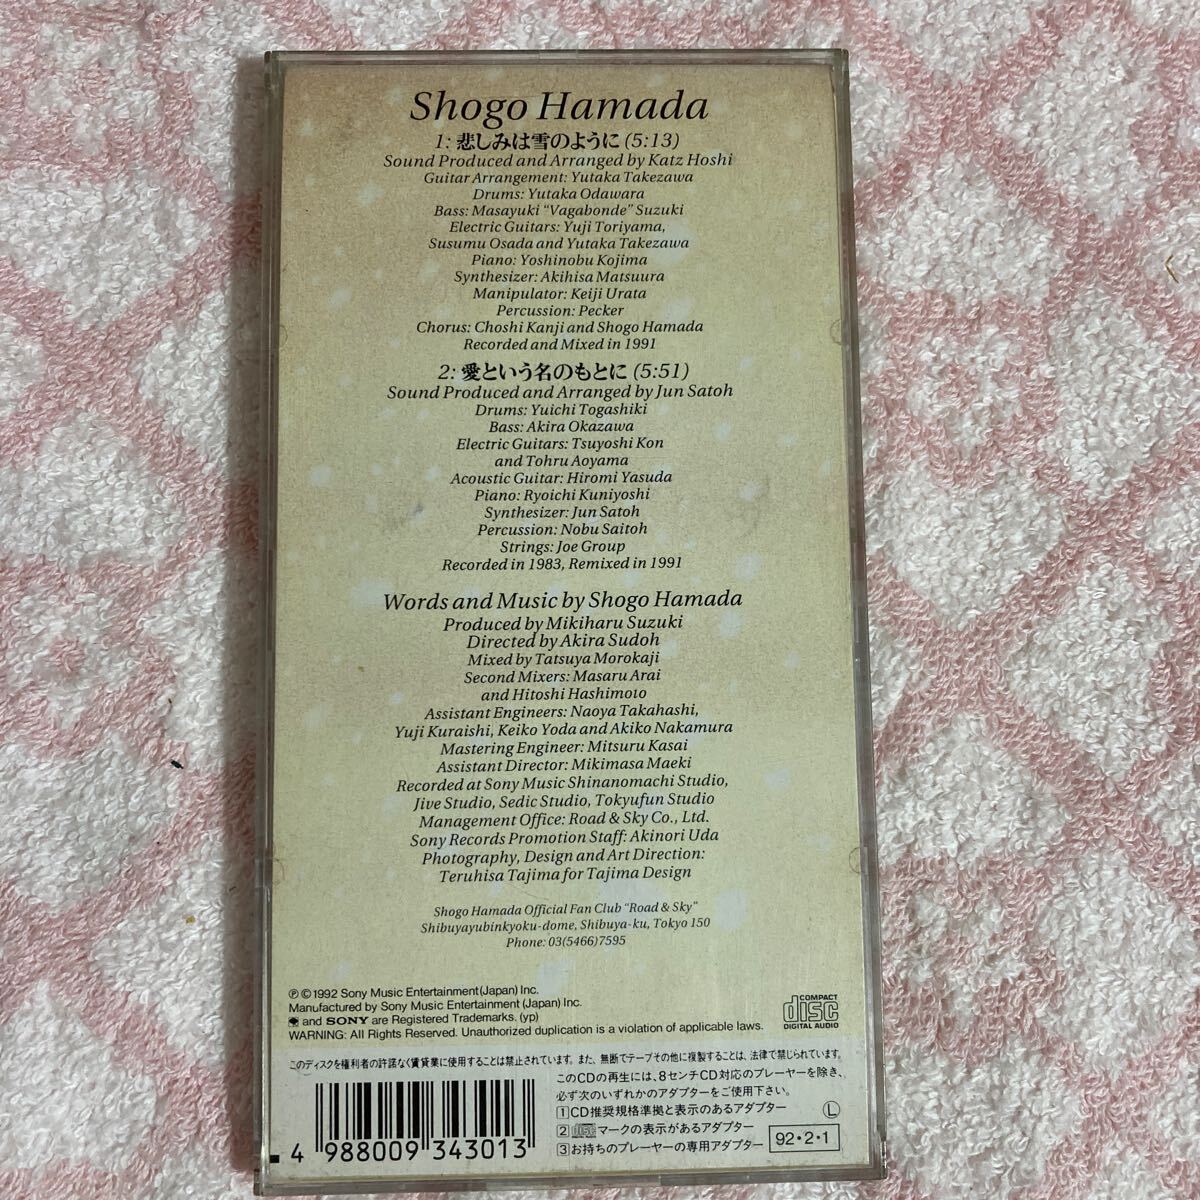 Shogo Hamada
1: 悲しみは雪のように (5:13)
Sound Produced and Arranged by Katz Hoshi
Guitar Arrangement: Yutaka Takezawa
Drums: Yutaka Odawara
Bass: Masayuki “Vagabonde” Suzuki
Electric Guitars: Yuji Toriyama,
Susumu Osada and Yutaka Takezawa
Piano: Yoshinobu Kojima
Synthesizer: Akihisa Matsuura
Manipulator: Keiji Urata
Percussion: Pecker
Chorus: Choshi Kanji and Shogo Hamada
Recorded and Mixed in 1991
2: 愛という名のもとに (5:51)
Sound Produced and Arranged by Jun Satoh
Drums: Yuichi Togashiki
Bass: Akira Okazawa
Electric Guitars: Tsuyoshi Kon
and Tohru Aoyama
Acoustic Guitar: Hiromi Yasuda
Piano: Ryoichi Kuniyoshi
Synthesizer: Jun Satoh
Percussion: Nobu Saitoh
Strings: Joe Group
Recorded in 1983, Remixed in 1991
Words and Music by Shogo Hamada
Produced by Mikiharu Suzuki
Directed by Akira Sudoh
Mixed by Tatsuya Morokaji
Second Mixers: Masaru Arai
and Hitoshi Hashimoto
Assistant Engineers: Naoya Takahashi,
Yuji Kuraishi, Keiko Yoda and Akiko Nakamura
Mastering Engineer: Mitsuru Kasai
Assistant Director: Mikimasa Maeki
Recorded at Sony Music Shinanomachi Studio,
Jive Studio, Sedic Studio, Tokyufun Studio
Management Office: Road & Sky Co., Ltd.
Sony Records Promotion Staff: Akinori Uda
Photography, Design and Art Direction:
Teruhisa Tajima for Tajima Design
Shogo Hamada Official Fan Club “Road & Sky”
Shibuyayubinkyoku-dome, Shibuya-ku, Tokyo 150
Phone: 03(5466)7595
Ⓟ © 1992 Sony Music Entertainment (Japan) Inc.
Manufactured by Sony Music Entertainment (Japan) Inc.
and SONY are Registered Trademarks. (yp)
WARNING: All Rights Reserved. Unauthorized duplication is a violation of applicable laws.
COMPACT
disc
DIGITAL AUDIO
このディスクを権利者の許諾なく賃貸業に使用することは禁止されています。また、無断でテープその他に複製することは、法律で禁じられています。
このCDの再生には、8センチCD対応のプレーヤーを除き、
必ず次のいずれかのアダプターをご使用下さい。
1 CD推奨規格準拠と表示のあるアダプター
2 disc マークの表示があるアダプター
3 お持ちのプレーヤーの専用アダプター
Ⓛ
92・2・1
4 988009 343013